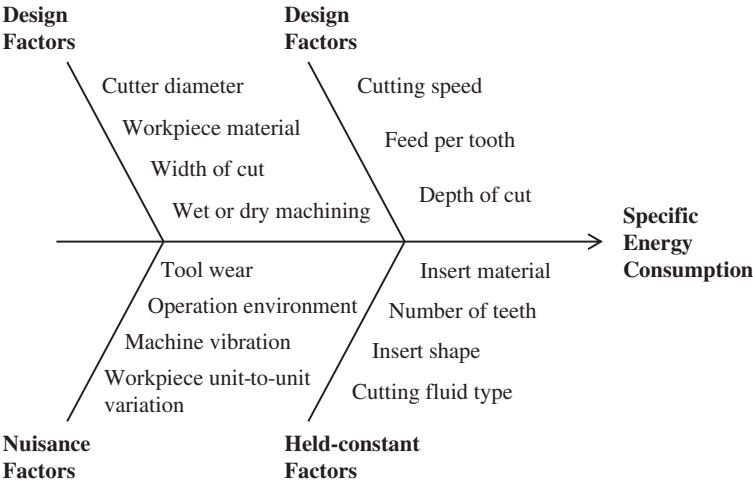 Design
Factors
Design
Factors
Cutter diameter
Workpiece material
Width of cut
Wet or dry machining
Cutting speed
Feed per tooth
Depth of cut
Specific
Energy
Consumption
Tool wear
Operation environment
Machine vibration
Workpiece unit-to-unit
variation
Insert material
Number of teeth
Insert shape
Cutting fluid type
Nuisance
Factors
Held-constant
Factors